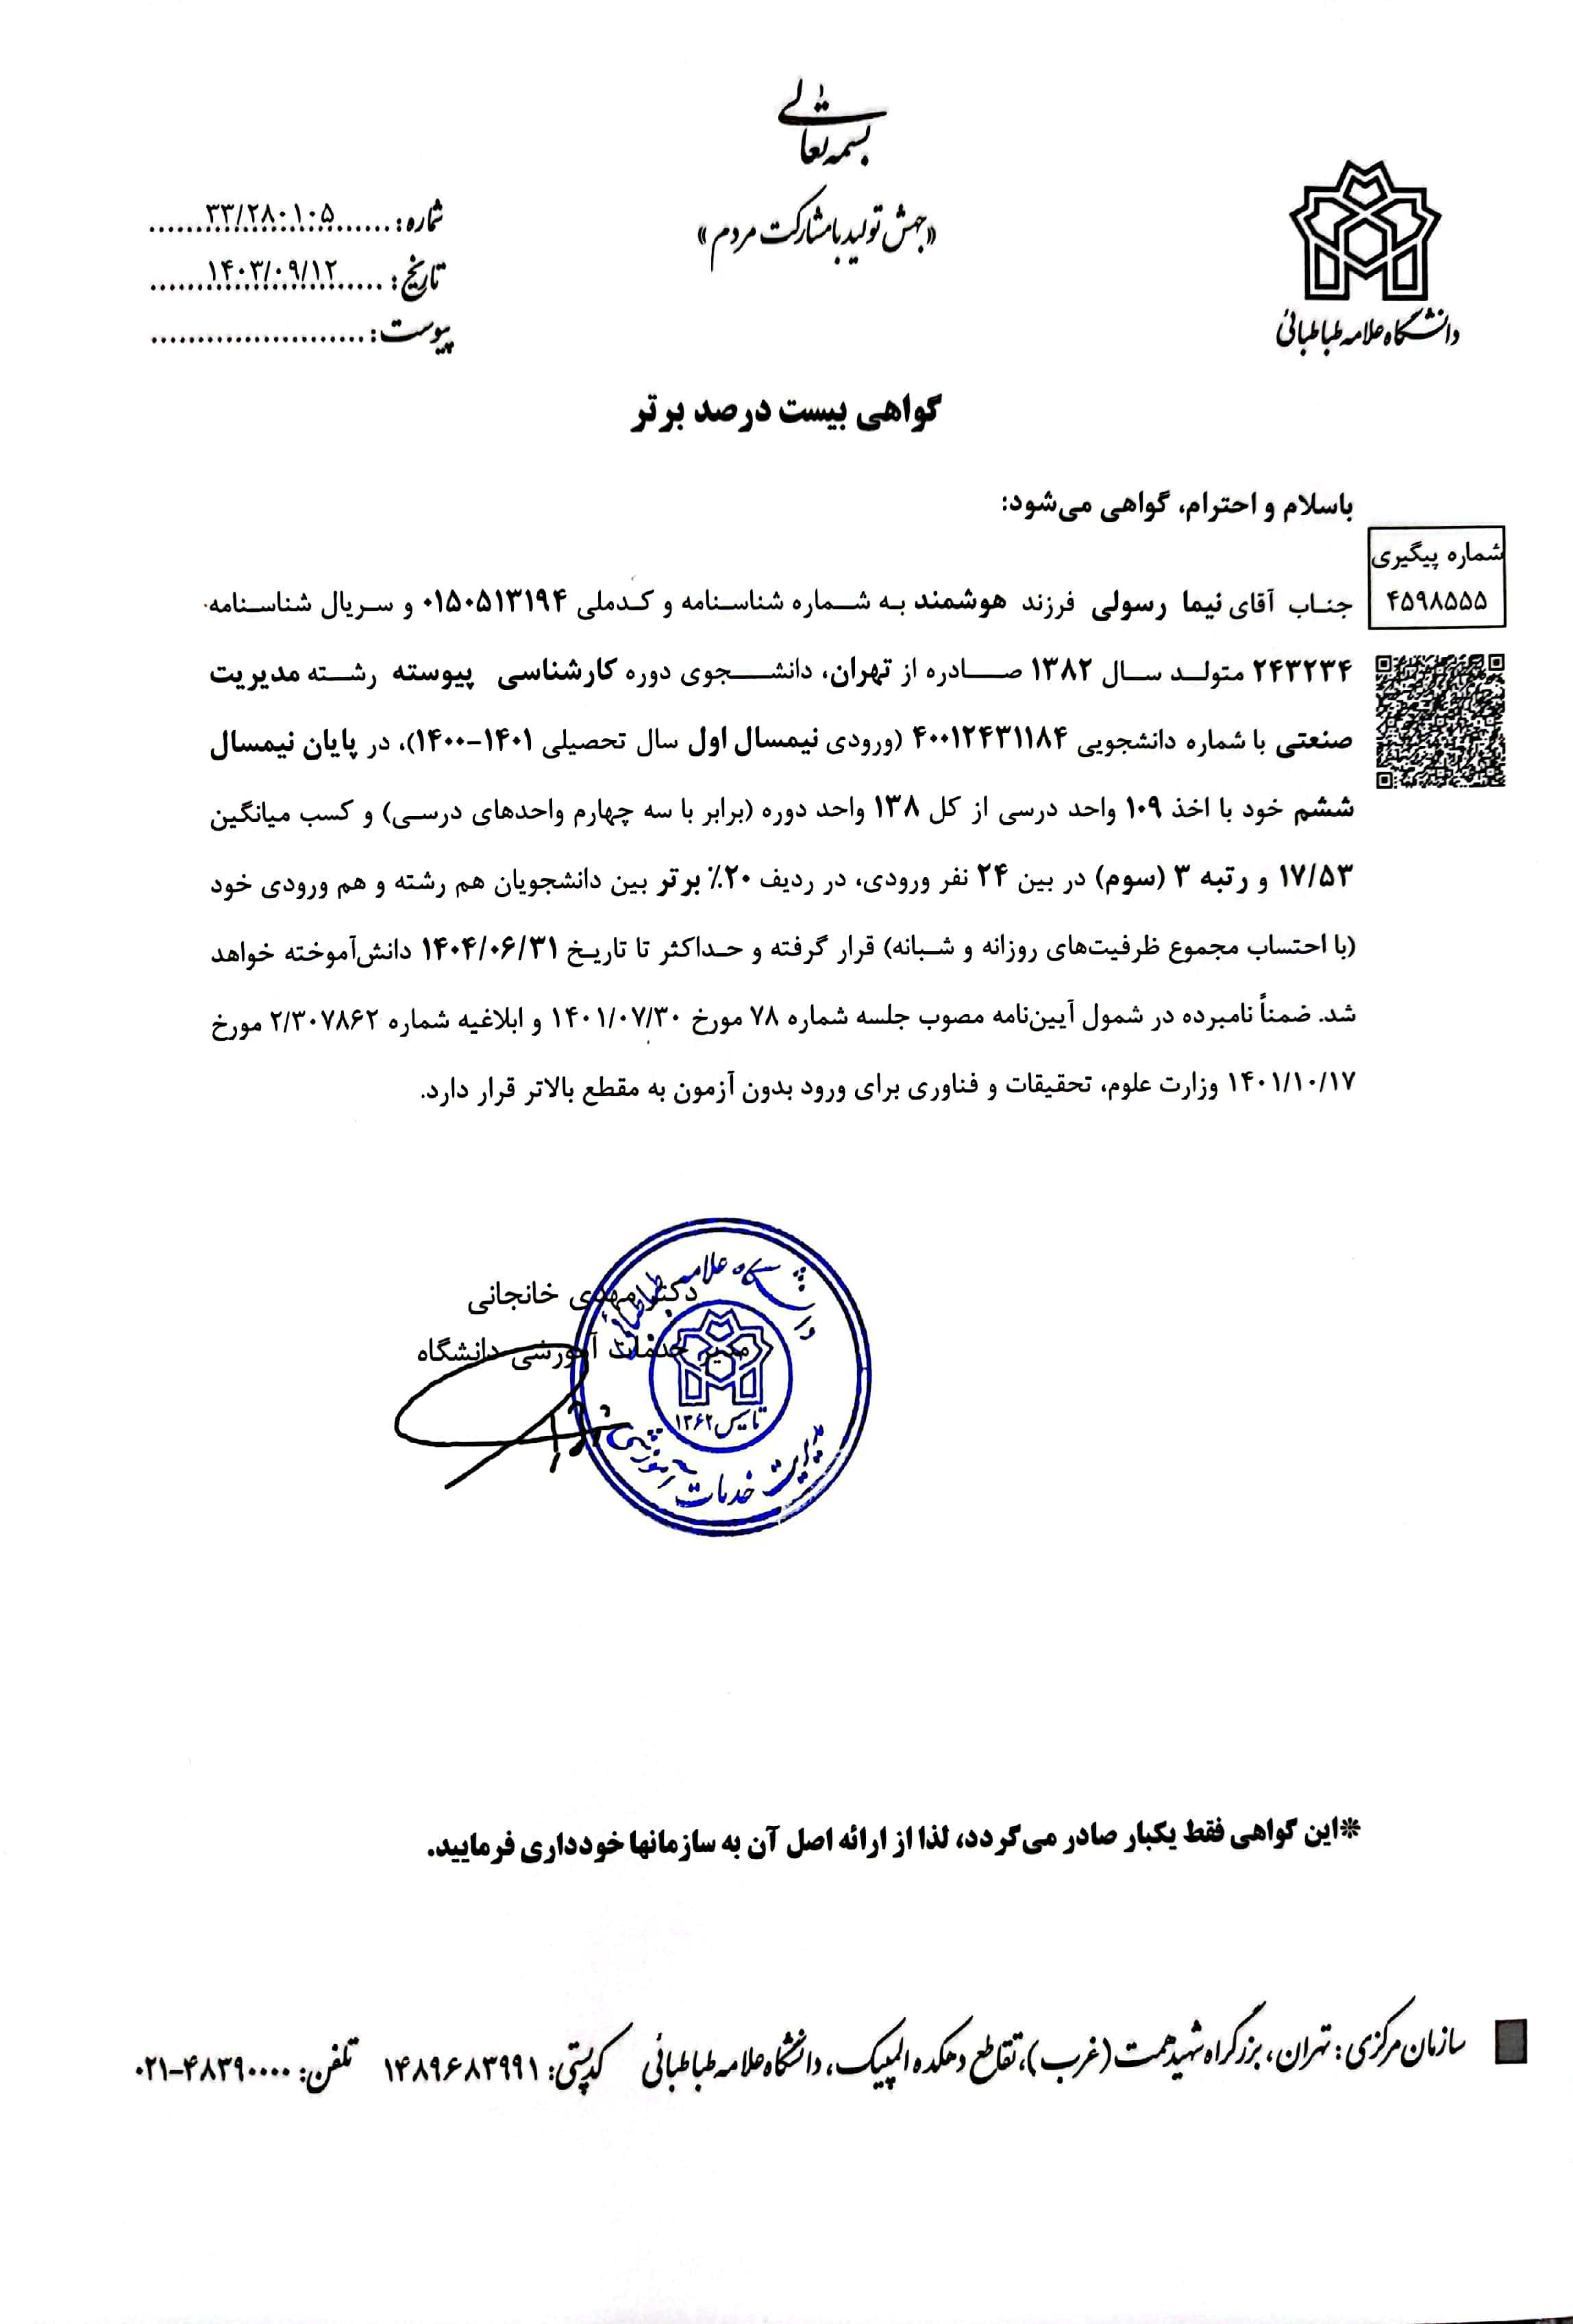 بسمه تعالی
«جهش تولید با مشارکت مردم»
دانشگاه علامه طباطبائی
شماره: ۳۳/۲۸۰۱۰۵
تاریخ: ۱۴۰۳/۰۹/۱۲
پیوست:
گواهی بیست درصد برتر
باسلام و احترام، گواهی می‌شود:
شماره پیگیری
۴۵۹۸۵۵۵
جناب آقای نیما رسولی فرزند هوشمند به شماره شناسنامه و کدملی ۰۱۵۰۵۱۳۱۹۴ و سریال شناسنامه
۲۴۳۲۳۴ متولد سال ۱۳۸۲ صادره از تهران، دانشجوی دوره کارشناسی پیوسته رشته مدیریت
صنعتی با شماره دانشجویی ۴۰۰۱۲۴۳۱۱۸۴ (ورودی نیمسال اول سال تحصیلی ۱۴۰۱-۱۴۰۰)، در پایان نیمسال
ششم خود با اخذ ۱۰۹ واحد درسی از کل ۱۳۸ واحد دوره (برابر با سه چهارم واحدهای درسی) و کسب میانگین
۱۷/۵۳ و رتبه ۳ (سوم) در بین ۲۴ نفر ورودی، در ردیف ۲۰٪ برتر بین دانشجویان هم رشته و هم ورودی خود
(با احتساب مجموع ظرفیت‌های روزانه و شبانه) قرار گرفته و حداکثر تا تاریخ ۱۴۰۴/۰۶/۳۱ دانش‌آموخته خواهد
شد. ضمناً نامبرده در شمول آیین‌نامه مصوب جلسه شماره ۷۸ مورخ ۱۴۰۱/۰۷/۳۰ و ابلاغیه شماره ۲/۳۰۷۸۶۲ مورخ
۱۴۰۱/۱۰/۱۷ وزارت علوم، تحقیقات و فناوری برای ورود بدون آزمون به مقطع بالاتر قرار دارد.
دکتر مهدی خانجانی
مدیر خدمات آموزشی دانشگاه
دانشگاه علامه طباطبائی
تاسیس ۱۳۶۲
مدیریت خدمات آموزشی
*این گواهی فقط یکبار صادر می‌گردد، لذا از ارائه اصل آن به سازمانها خودداری فرمایید.
سازمان مرکزی: تهران، بزرگراه شهید همت (غرب)، تقاطع دهکده المپیک، دانشگاه علامه طباطبائی کدپستی: ۱۴۸۹۶۸۳۹۹۱ تلفن: ۴۸۳۹۰۰۰۰-۰۲۱